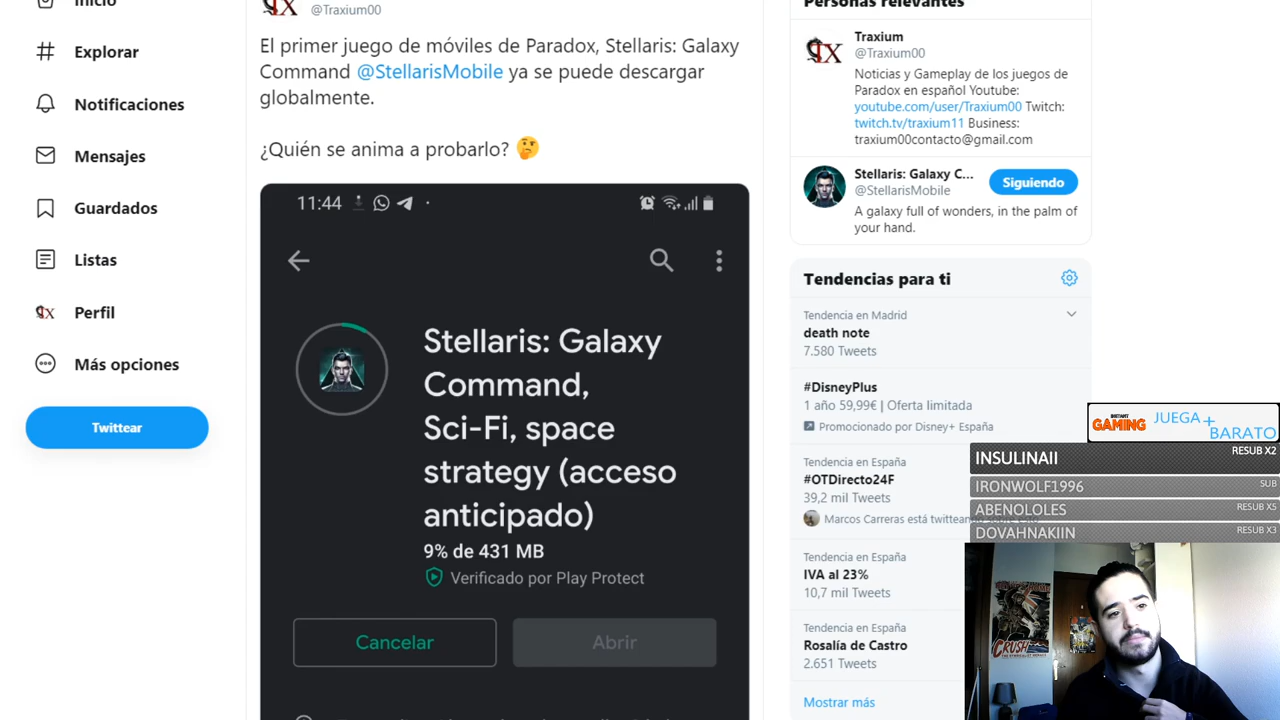 Inicio
Explorar
Notificaciones
Mensajes
Guardados
Listas
Perfil
Más opciones
Twittear
@Traxium00
El primer juego de móviles de Paradox, Stellaris: Galaxy
Command @StellarisMobile ya se puede descargar
globalmente.
¿Quién se anima a probarlo? 🤔
11:44
Stellaris: Galaxy
Command,
Sci-Fi, space
strategy (acceso
anticipado)
9% de 431 MB
Verificado por Play Protect
Cancelar
Abrir
Personas relevantes
Traxium
@Traxium00
Noticias y Gameplay de los juegos de
Paradox en español Youtube:
youtube.com/user/Traxium00 Twitch:
twitch.tv/traxium11 Business:
traxium00contacto@gmail.com
Stellaris: Galaxy C...
@StellarisMobile
Siguiendo
A galaxy full of wonders, in the palm of
your hand.
Tendencias para ti
Tendencia en Madrid
death note
7.580 Tweets
#DisneyPlus
1 año 59,99€ | Oferta limitada
Promocionado por Disney+ España
Tendencia en España
#OTDirecto24F
39,2 mil Tweets
Marcos Carreras está twitteando sobre esto
Tendencia en España
IVA al 23%
10,7 mil Tweets
Tendencia en España
Rosalía de Castro
2.651 Tweets
Mostrar más
INSTANT
GAMING
JUEGA+
BARATO
INSULINAII RESUB X2
IRONWOLF1996 SUB
ABENOLOLES RESUB X5
DOVAHNAKIIN RESUB X3
CRUSH